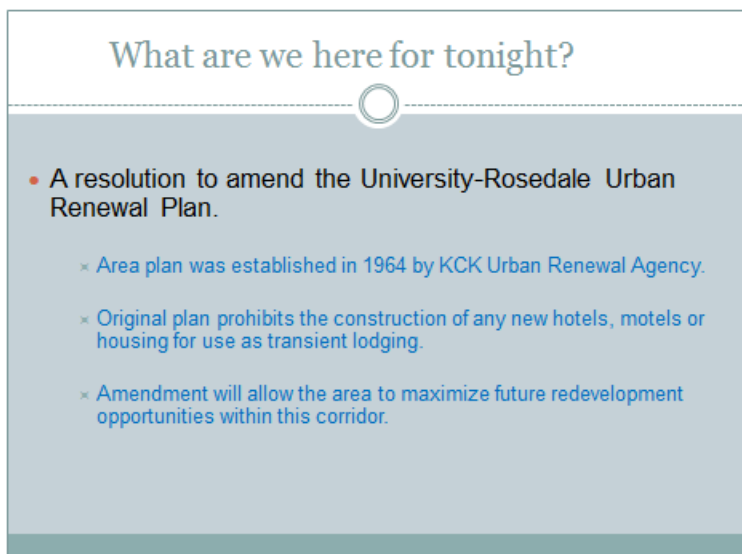 What are we here for tonight?
A resolution to amend the University-Rosedale Urban
Renewal Plan.
Area plan was established in 1964 by KCK Urban Renewal Agency.
Original plan prohibits the construction of any new hotels, motels or
housing for use as transient lodging.
Amendment will allow the area to maximize future redevelopment
opportunities within this corridor.